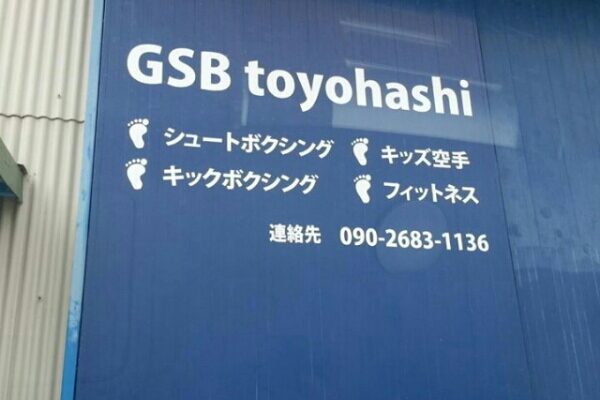 GSB toyohashi
シュートボクシング
キッズ空手
キックボクシング
フィットネス
連絡先 090-2683-1136